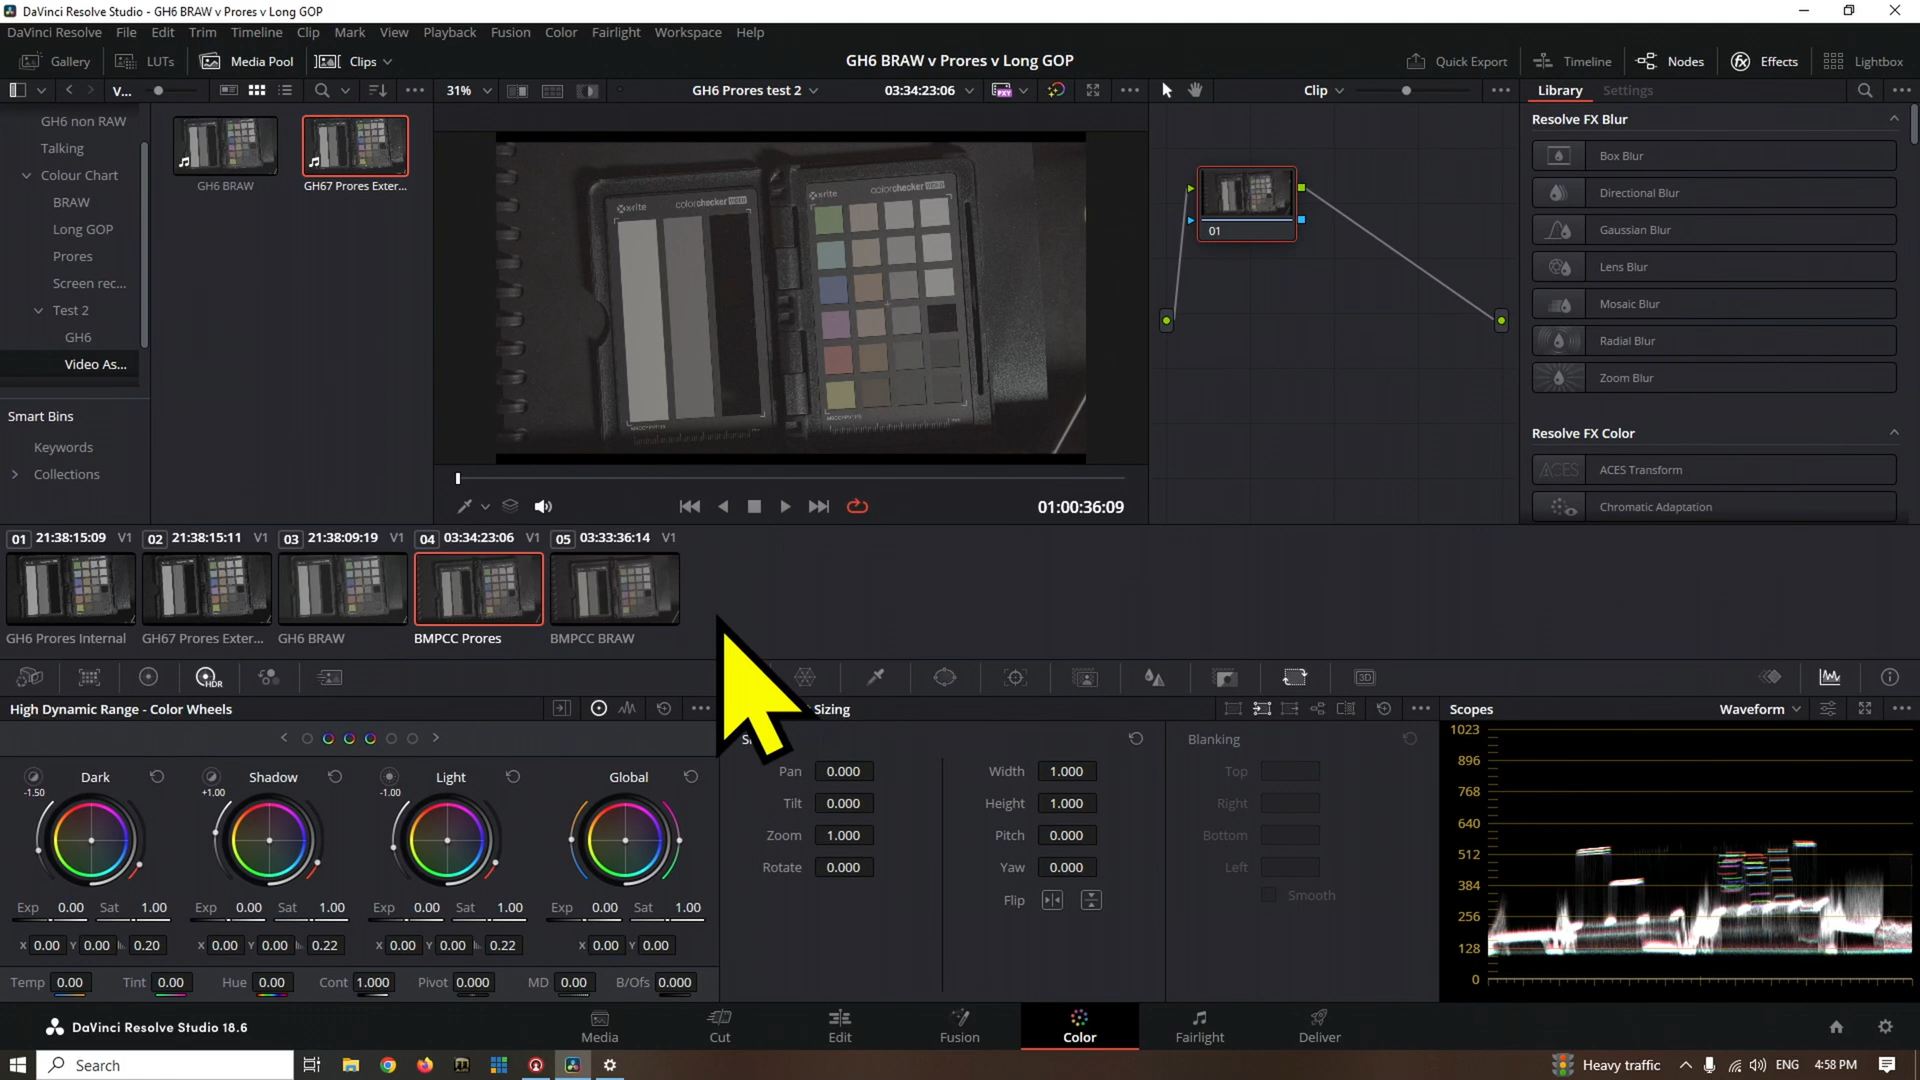 DaVinci Resolve Studio - GH6 BRAW v Prores v Long GOP
DaVinci Resolve File Edit Trim Timeline Clip Mark View Playback Fusion Color Fairlight Workspace Help
Gallery LUTs Media Pool Clips GH6 BRAW v Prores v Long GOP Quick Export Timeline Nodes Effects Lightbox
V... 31% GH6 Prores test 2 03:34:23:06 PXY Clip Library Settings
GH6 non RAW
Talking
Colour Chart
BRAW
Long GOP
Prores
Screen rec...
Test 2
GH6
Video As...
Smart Bins
Keywords
Collections
GH6 BRAW GH67 Prores Exter...
x-rite colorchecker VIDEO
x-rite colorchecker VIDEO
01
Resolve FX Blur
Box Blur
Directional Blur
Gaussian Blur
Lens Blur
Mosaic Blur
Radial Blur
Zoom Blur
Resolve FX Color
ACES ACES Transform
Chromatic Adaptation
01:00:36:09
01 21:38:15:09 V1 02 21:38:15:11 V1 03 21:38:09:19 V1 04 03:34:23:06 V1 05 03:33:36:14 V1
GH6 Prores Internal GH67 Prores Exter... GH6 BRAW BMPCC Prores BMPCC BRAW
HDR 3D
High Dynamic Range - Color Wheels Sizing Scopes Waveform
Dark Shadow Light Global
-1.50 +1.00 -1.00
Exp 0.00 Sat 1.00 Exp 0.00 Sat 1.00 Exp 0.00 Sat 1.00 Exp 0.00 Sat 1.00
X 0.00 Y 0.00 0.20 X 0.00 Y 0.00 0.22 X 0.00 Y 0.00 0.22 X 0.00 Y 0.00
Temp 0.00 Tint 0.00 Hue 0.00 Cont 1.000 Pivot 0.000 MD 0.00 B/Ofs 0.000
Pan 0.000 Width 1.000
Tilt 0.000 Height 1.000
Zoom 1.000 Pitch 0.000
Rotate 0.000 Yaw 0.000
Flip
Blanking
Top
Right
Bottom
Left
Smooth
1023
896
768
640
512
384
256
128
0
DaVinci Resolve Studio 18.6 Media Cut Edit Fusion Color Fairlight Deliver
Search Heavy traffic ENG 4:58 PM